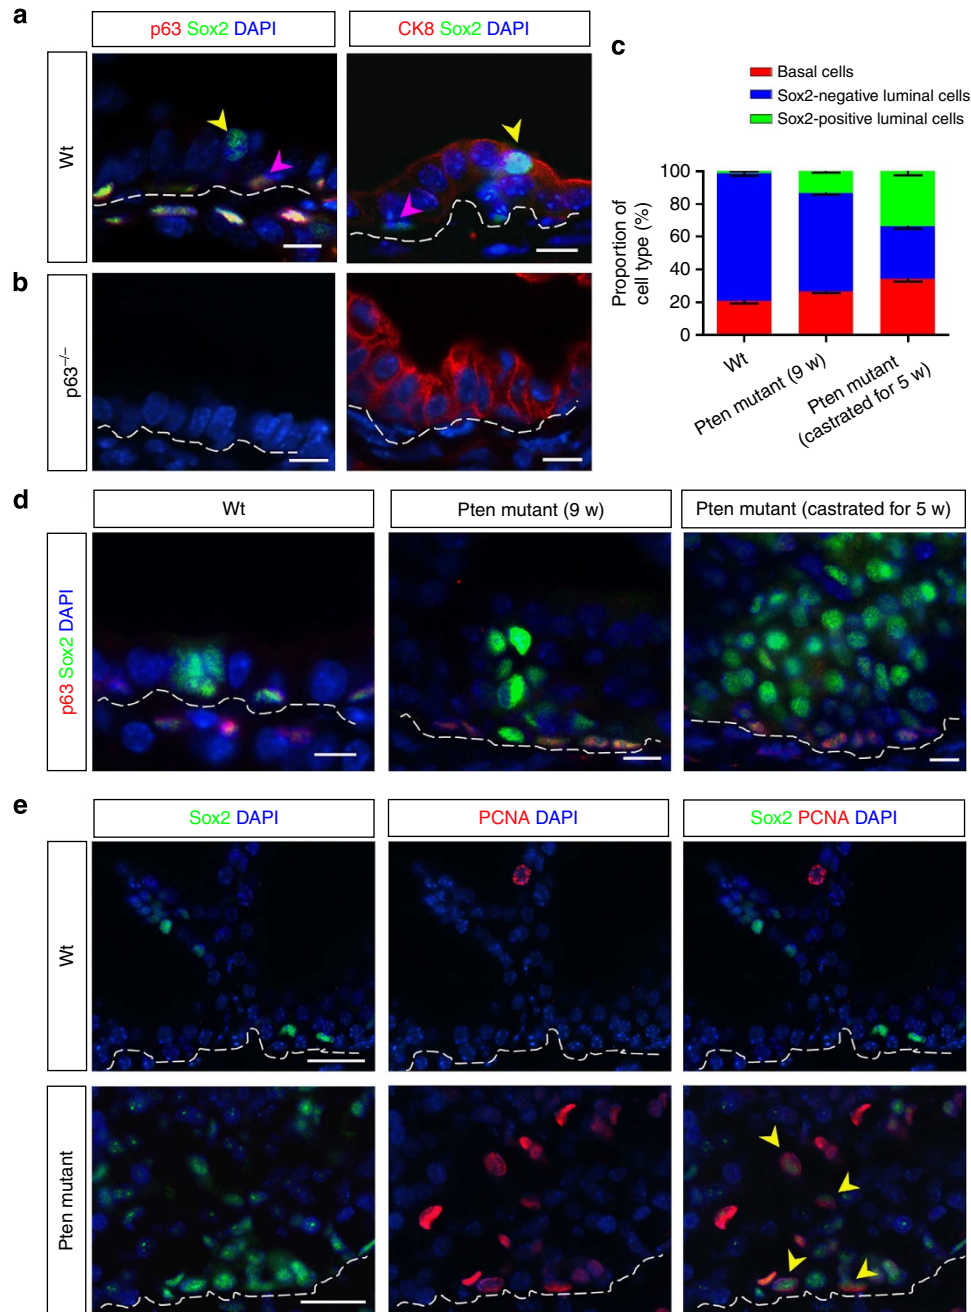 a
p63 Sox2 DAPI
CK8 Sox2 DAPI
Wt
b
p63–/–
c
Basal cells
Sox2-negative luminal cells
Sox2-positive luminal cells
Proportion of
cell type (%)
100
80
60
40
20
0
Wt
Pten mutant (9 w)
Pten mutant
(castrated for 5 w)
d
Wt
Pten mutant (9 w)
Pten mutant (castrated for 5 w)
p63 Sox2 DAPI
e
Sox2 DAPI
PCNA DAPI
Sox2 PCNA DAPI
Wt
Pten mutant